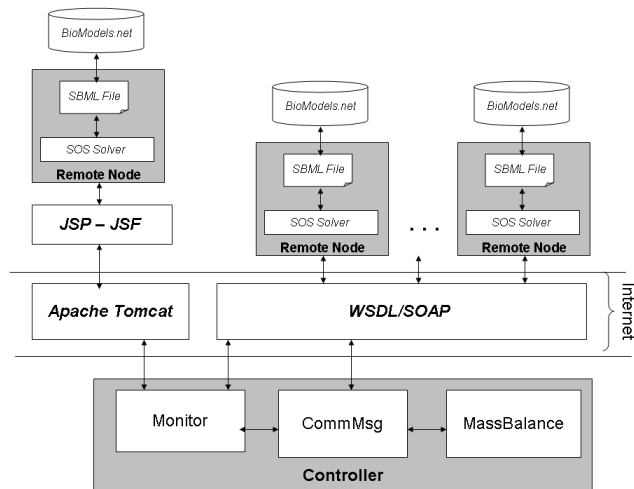 BioModels.net
SBML File
SOS Solver
Remote Node
JSP – JSF
BioModels.net
SBML File
SOS Solver
Remote Node
. . .
BioModels.net
SBML File
SOS Solver
Remote Node
Apache Tomcat
WSDL/SOAP
Internet
Monitor
CommMsg
MassBalance
Controller